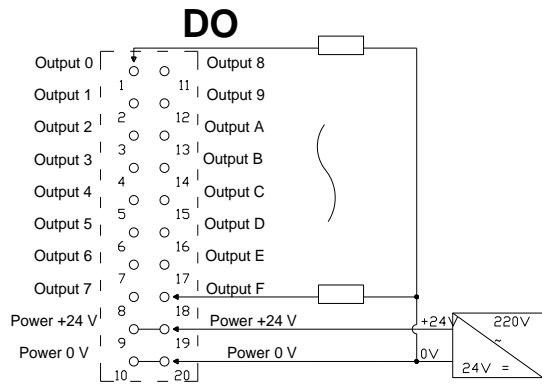 DO
Output 0 Output 8
1 11
Output 1 Output 9
2 12
Output 2 Output A
3 13
Output 3 Output B
4 14
Output 4 Output C
5 15
Output 5 Output D
6 16
Output 6 Output E
7 17
Output 7 Output F
8 18
Power +24 V Power +24 V +24V 220V
9 19 ~
Power 0 V Power 0 V 0V
10 20 24V =